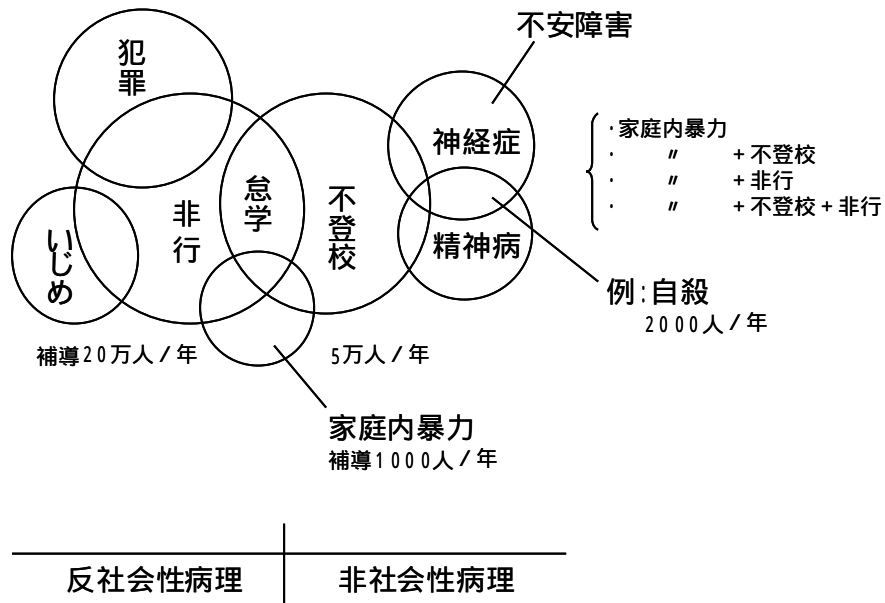 犯罪
不安障害
神経症
・家庭内暴力
・ 〃 +不登校
・ 〃 +非行
・ 〃 +不登校+非行
怠学
不登校
非行
いじめ
精神病
例:自殺
2000人/年
補導20万人/年
5万人/年
家庭内暴力
補導1000人/年
反社会性病理
非社会性病理